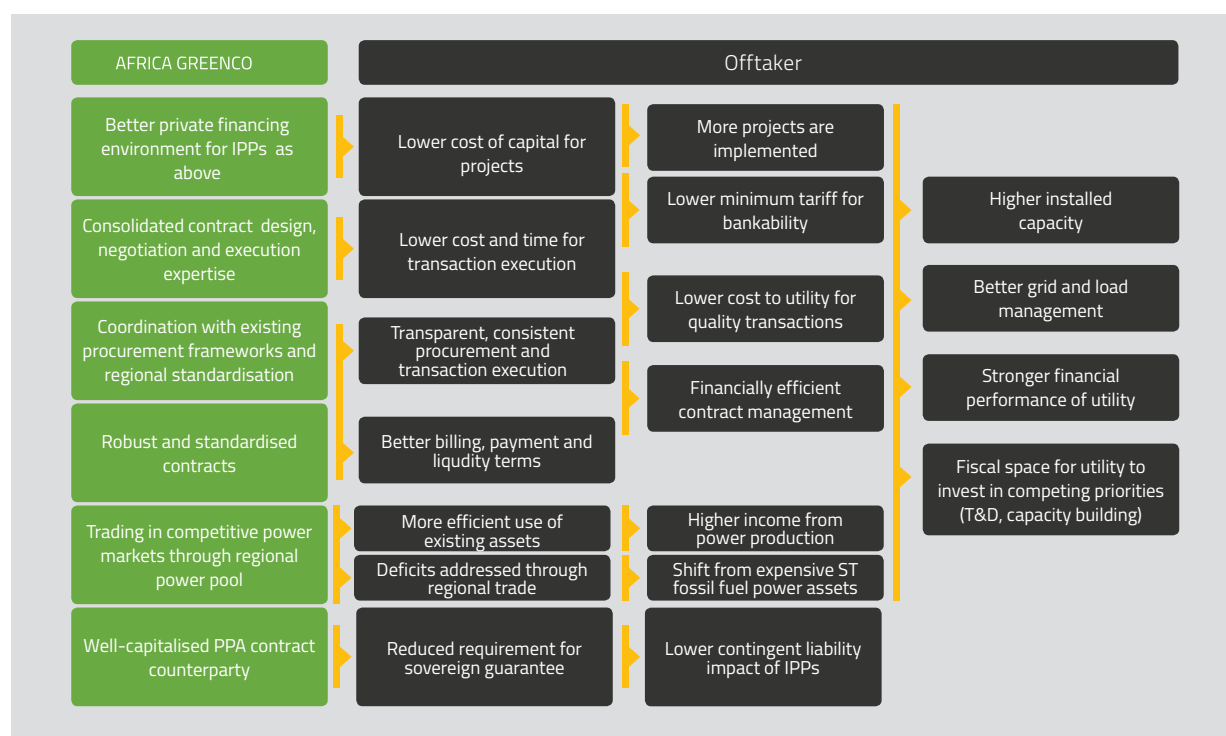 AFRICA GREENCO
Offtaker
Better private financing
environment for IPPs as
above
Lower cost of capital for
projects
More projects are
implemented
Lower minimum tariff for
bankability
Higher installed
capacity
Consolidated contract design,
negotiation and execution
expertise
Lower cost and time for
transaction execution
Lower cost to utility for
quality transactions
Better grid and load
management
Coordination with existing
procurement frameworks and
regional standardisation
Transparent, consistent
procurement and
transaction execution
Financially efficient
contract management
Stronger financial
performance of utility
Robust and standardised
contracts
Better billing, payment and
liqudity terms
Fiscal space for utility to
invest in competing priorities
(T&D, capacity building)
Trading in competitive power
markets through regional
power pool
More efficient use of
existing assets
Higher income from
power production
Deficits addressed through
regional trade
Shift from expensive ST
fossil fuel power assets
Well-capitalised PPA contract
counterparty
Reduced requirement for
sovereign guarantee
Lower contingent liability
impact of IPPs